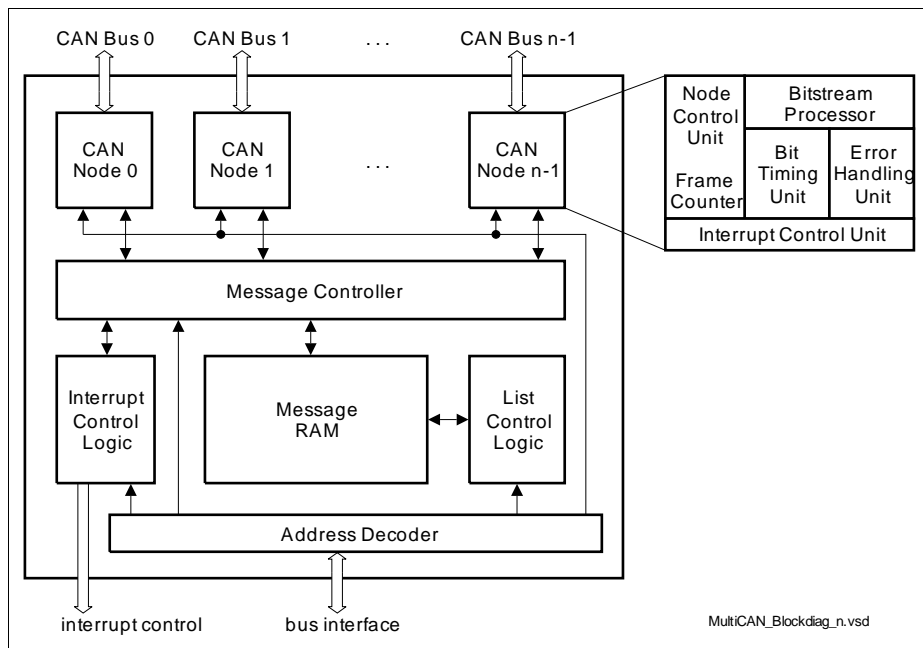 CAN Bus 0
CAN Bus 1
. . .
CAN Bus n-1
CAN
Node 0
CAN
Node 1
. . .
CAN
Node n-1
Node
Control
Unit
Frame
Counter
Bitstream
Processor
Bit
Timing
Unit
Error
Handling
Unit
Interrupt Control Unit
Message Controller
Interrupt
Control
Logic
Message
RAM
List
Control
Logic
Address Decoder
interrupt control
bus interface
MultiCAN_Blockdiag_n.vsd